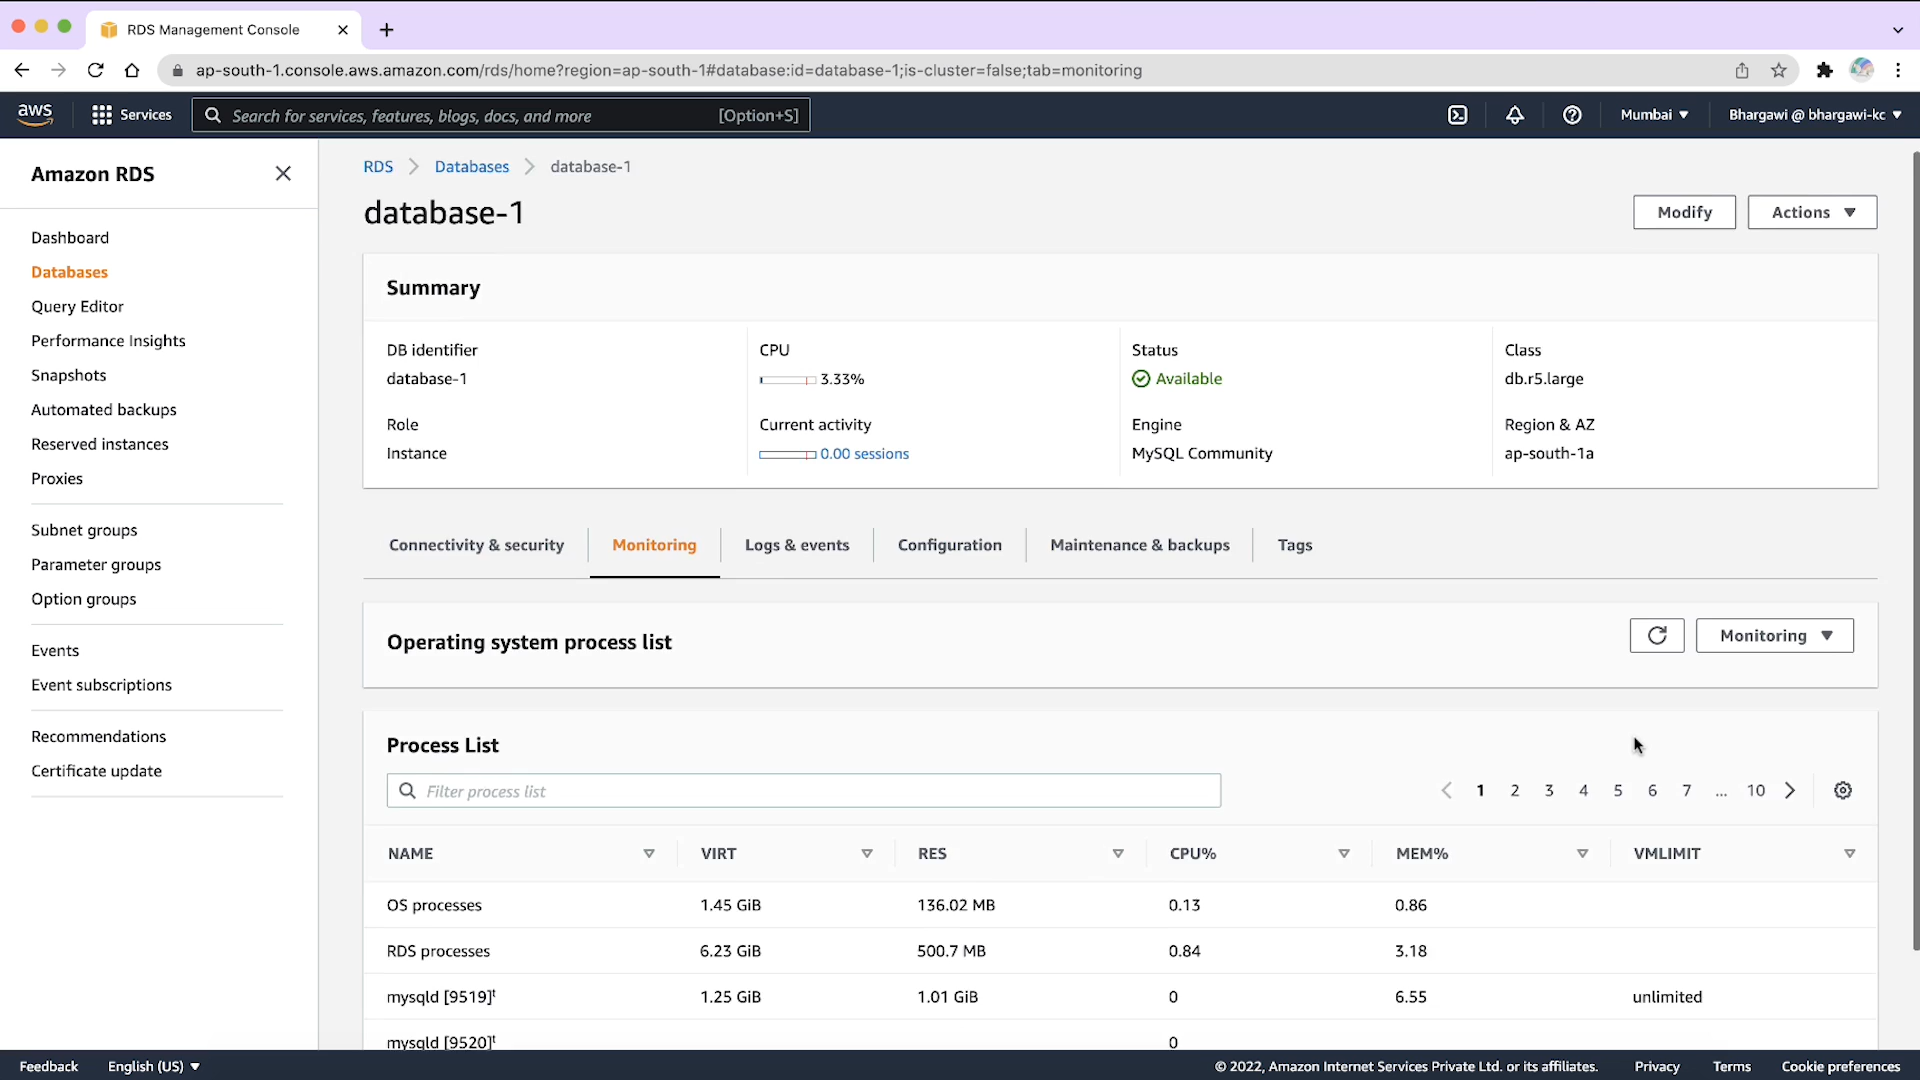 RDS Management Console
ap-south-1.console.aws.amazon.com/rds/home?region=ap-south-1#database:id=database-1;is-cluster=false;tab=monitoring
aws
Services
Search for services, features, blogs, docs, and more
[Option+S]
Mumbai
Bhargawi @ bhargawi-kc
Amazon RDS
Dashboard
Databases
Query Editor
Performance Insights
Snapshots
Automated backups
Reserved instances
Proxies
Subnet groups
Parameter groups
Option groups
Events
Event subscriptions
Recommendations
Certificate update
RDS > Databases > database-1
database-1
Modify
Actions
Summary
DB identifier
database-1
CPU
3.33%
Status
Available
Class
db.r5.large
Role
Instance
Current activity
0.00 sessions
Engine
MySQL Community
Region & AZ
ap-south-1a
Connectivity & security
Monitoring
Logs & events
Configuration
Maintenance & backups
Tags
Operating system process list
Monitoring
Process List
Filter process list
1 2 3 4 5 6 7 ... 10
NAME VIRT RES CPU% MEM% VMLIMIT
OS processes 1.45 GiB 136.02 MB 0.13 0.86
RDS processes 6.23 GiB 500.7 MB 0.84 3.18
mysqld [9519]ᵗ 1.25 GiB 1.01 GiB 0 6.55 unlimited
mysqld [9520]ᵗ 0
Feedback
English (US)
© 2022, Amazon Internet Services Private Ltd. or its affiliates.
Privacy
Terms
Cookie preferences